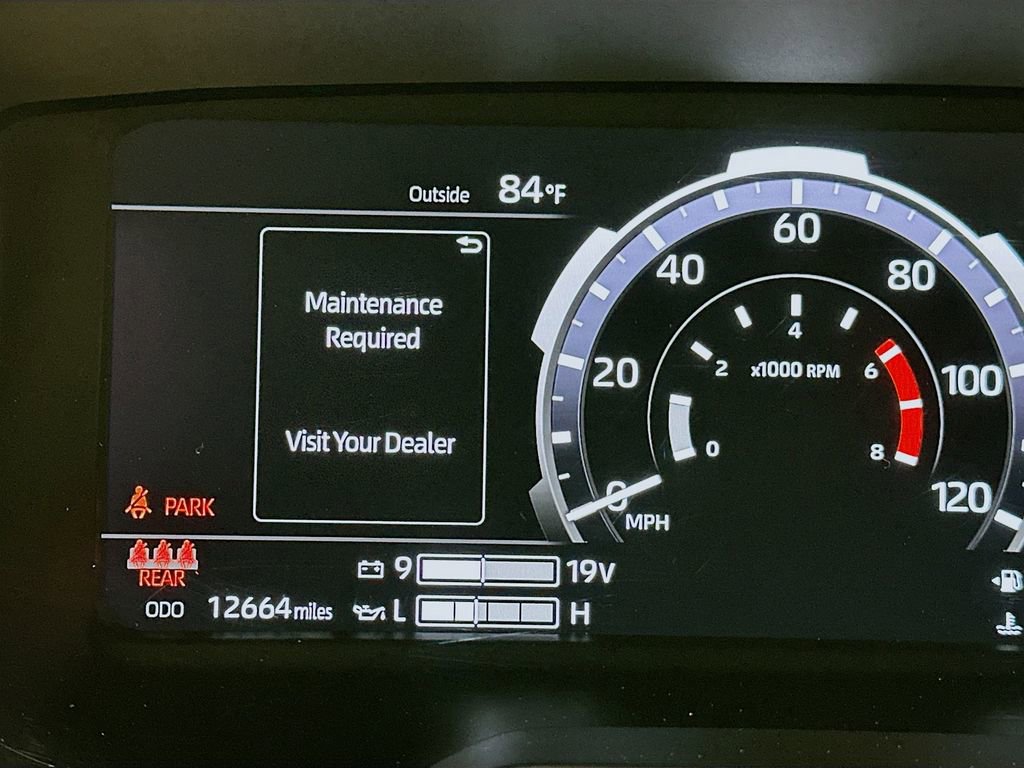 Outside 84°F
Maintenance
Required
Visit Your Dealer
PARK
REAR
ODO 12664 miles
9 19V
L H
0 20 40 60 80 100 120
MPH
0 2 4 6 8
x1000 RPM